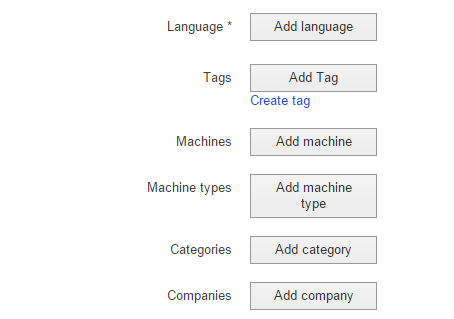 Language * Add language
Tags Add Tag
Create tag
Machines Add machine
Machine types Add machine
type
Categories Add category
Companies Add company